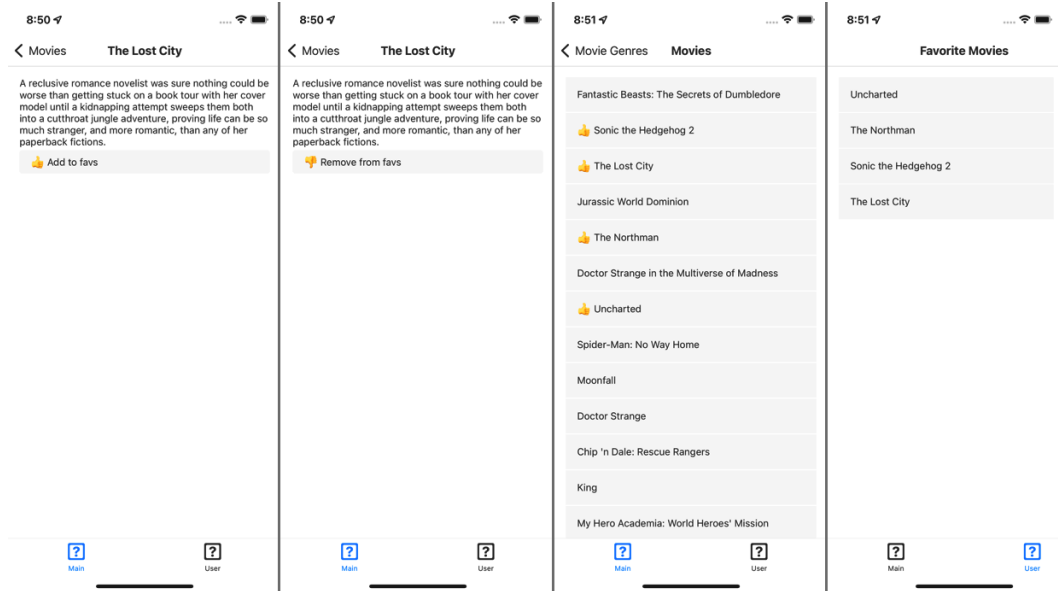 8:50
Movies
The Lost City
A reclusive romance novelist was sure nothing could be
worse than getting stuck on a book tour with her cover
model until a kidnapping attempt sweeps them both
into a cutthroat jungle adventure, proving life can be so
much stranger, and more romantic, than any of her
paperback fictions.
👍 Add to favs
Main
User
8:50
Movies
The Lost City
A reclusive romance novelist was sure nothing could be
worse than getting stuck on a book tour with her cover
model until a kidnapping attempt sweeps them both
into a cutthroat jungle adventure, proving life can be so
much stranger, and more romantic, than any of her
paperback fictions.
👎 Remove from favs
Main
User
8:51
Movie Genres
Movies
Fantastic Beasts: The Secrets of Dumbledore
👍 Sonic the Hedgehog 2
👍 The Lost City
Jurassic World Dominion
👍 The Northman
Doctor Strange in the Multiverse of Madness
👍 Uncharted
Spider-Man: No Way Home
Moonfall
Doctor Strange
Chip 'n Dale: Rescue Rangers
King
My Hero Academia: World Heroes' Mission
Main
User
8:51
Favorite Movies
Uncharted
The Northman
Sonic the Hedgehog 2
The Lost City
Main
User